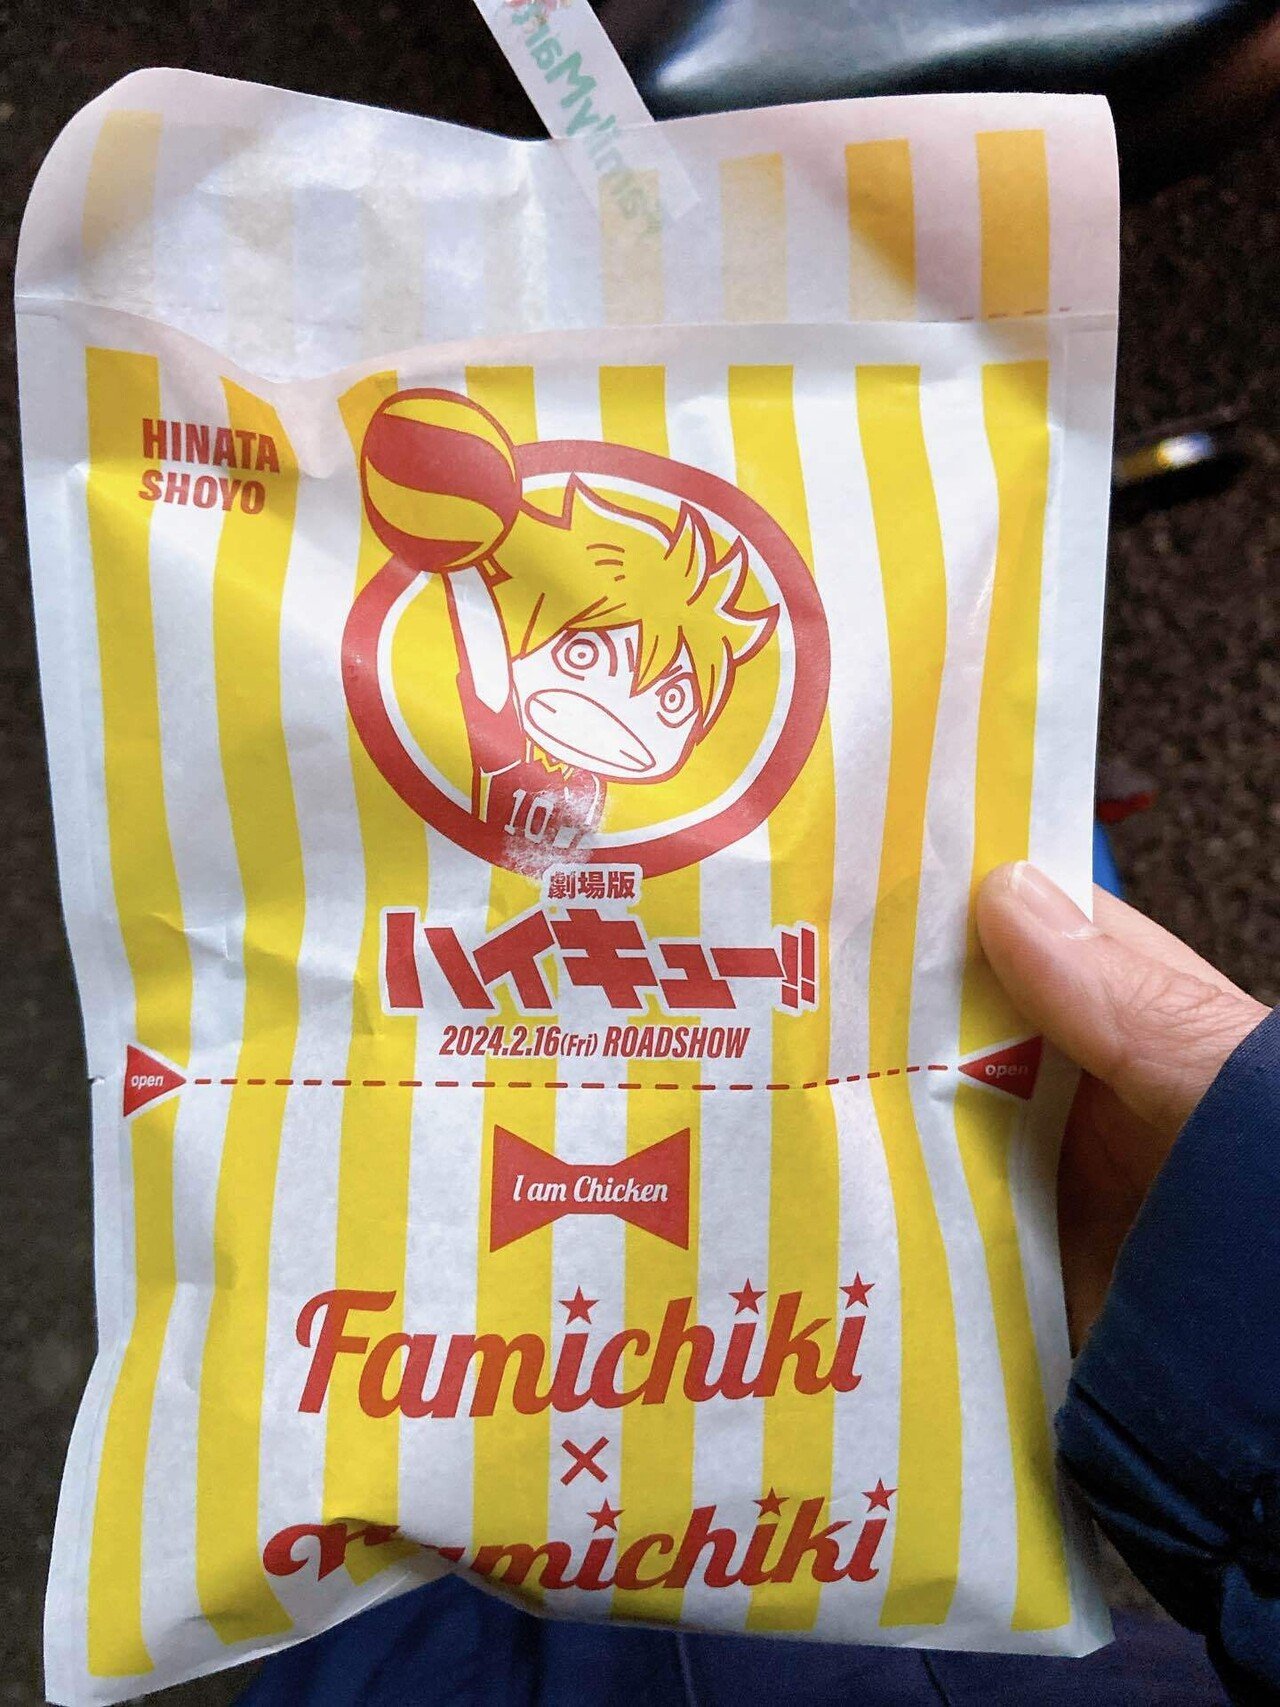 FamilyMart
HINATA
SHOYO
10
劇場版
ハイキュー!!
2024.2.16(Fri) ROADSHOW
open
open
I am Chicken
Famichiki
×